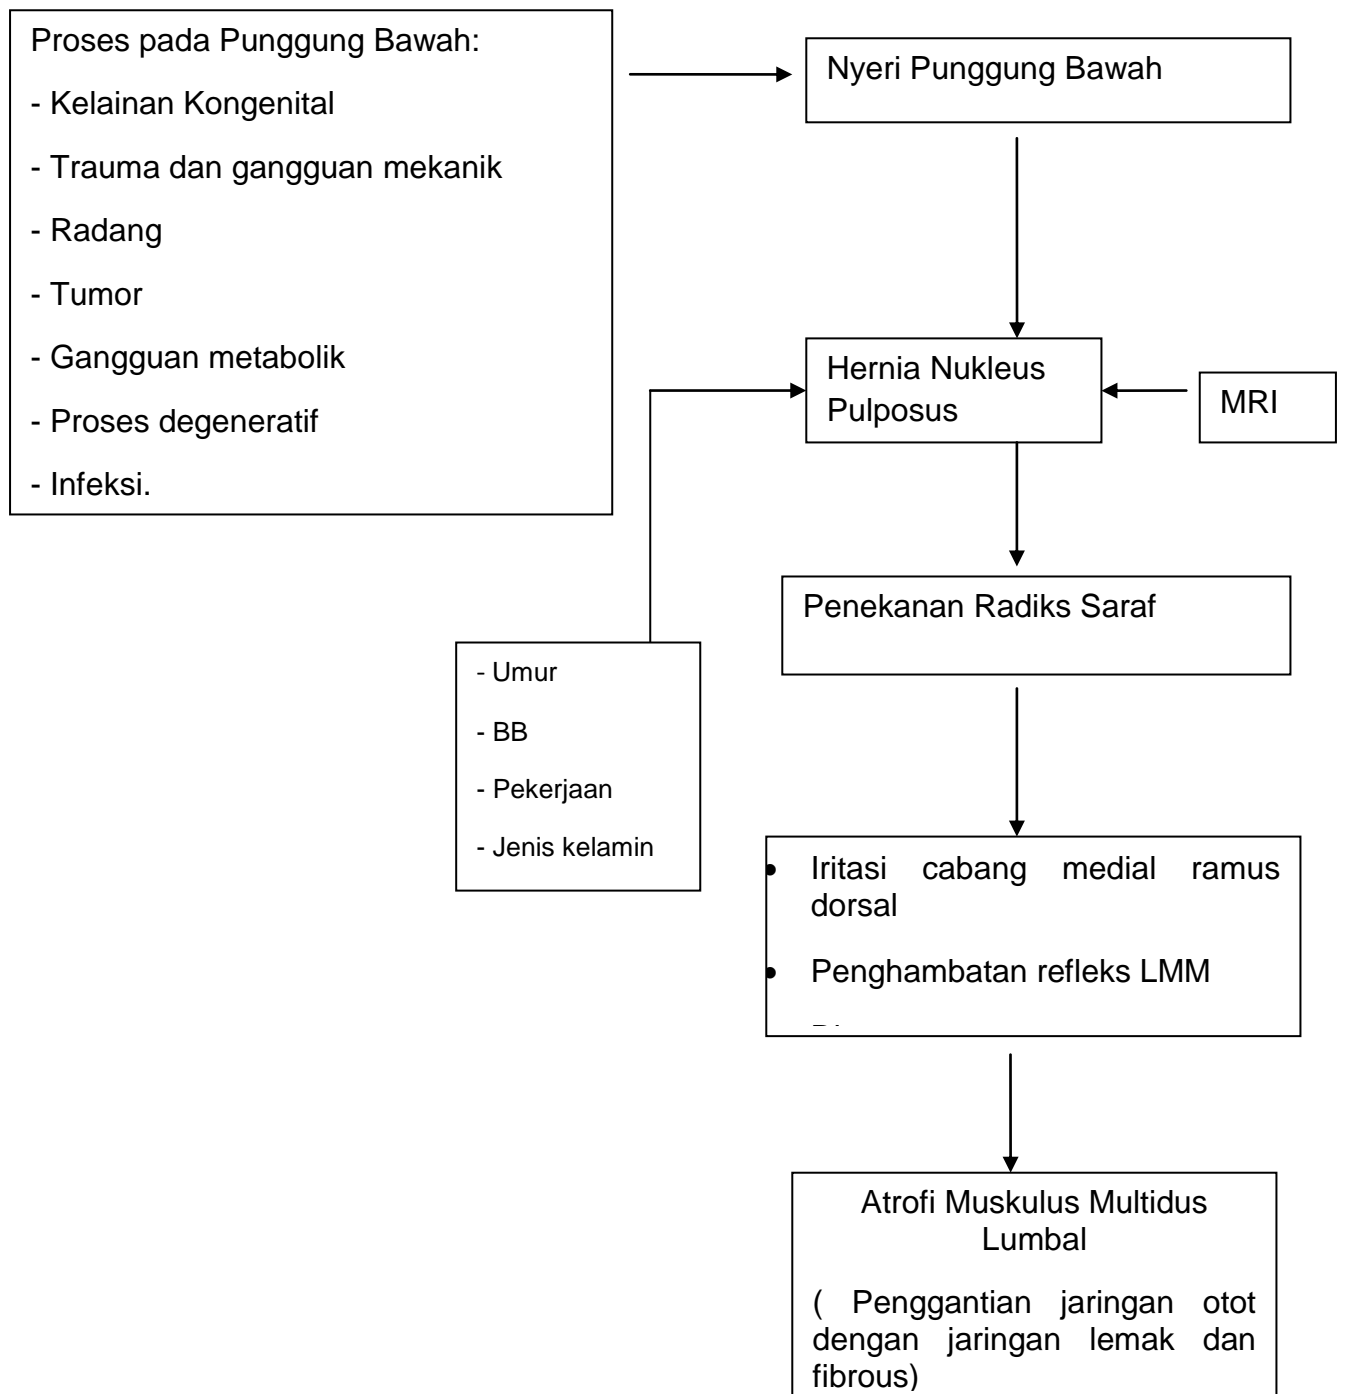 Proses pada Punggung Bawah:
- Kelainan Kongenital
- Trauma dan gangguan mekanik
- Radang
- Tumor
- Gangguan metabolik
- Proses degeneratif
- Infeksi.
Nyeri Punggung Bawah
Hernia Nukleus
Pulposus
MRI
Penekanan Radiks Saraf
- Umur
- BB
- Pekerjaan
- Jenis kelamin
• Iritasi cabang medial ramus
dorsal
• Penghambatan refleks LMM
Atrofi Muskulus Multidus
Lumbal
( Penggantian jaringan otot
dengan jaringan lemak dan
fibrous)